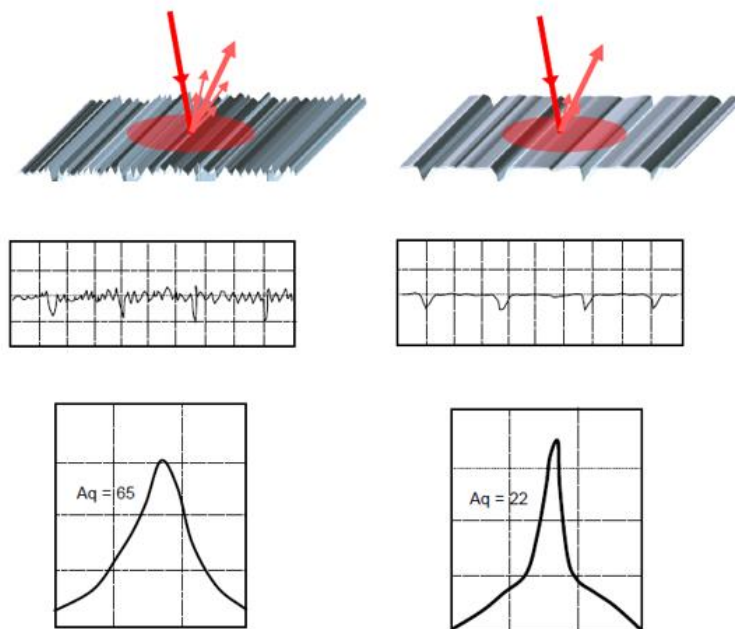 Aq = 65
Aq = 22